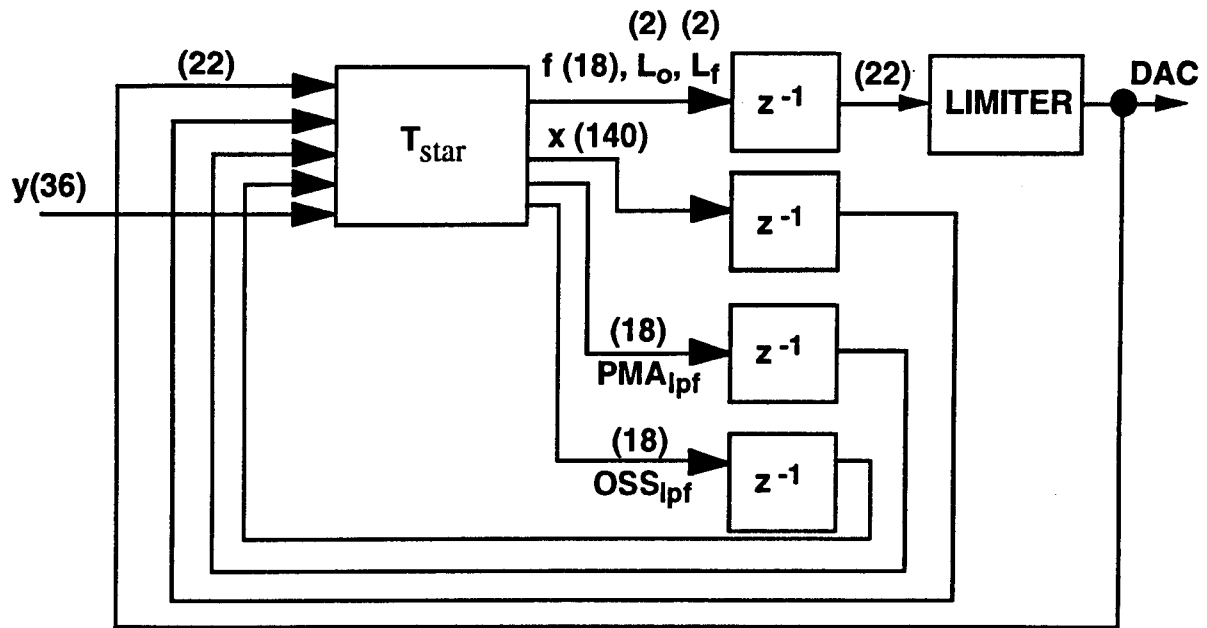 (2) (2)
(22)
f (18), Lo, Lf
(22)
DAC
z -1
LIMITER
Tstar
x (140)
y(36)
z -1
(18)
PMAlpf
z -1
(18)
OSSlpf
z -1